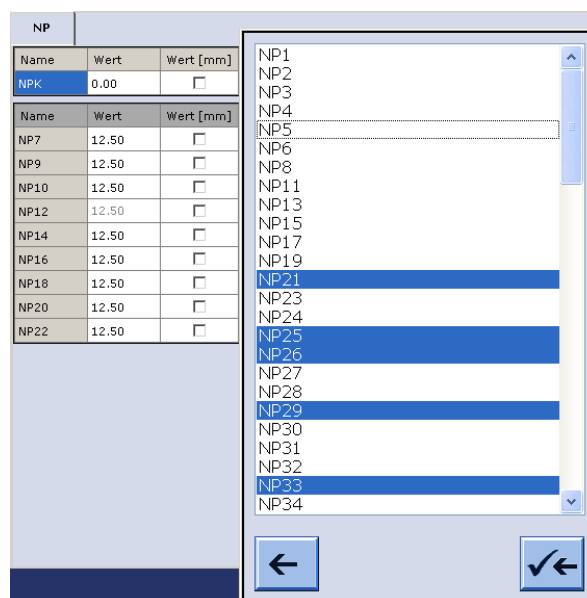 NP
Name Wert Wert [mm]
NPK 0.00
Name Wert Wert [mm]
NP7 12.50
NP9 12.50
NP10 12.50
NP12 12.50
NP14 12.50
NP16 12.50
NP18 12.50
NP20 12.50
NP22 12.50
NP1
NP2
NP3
NP4
NP5
NP6
NP8
NP11
NP13
NP15
NP17
NP19
NP21
NP23
NP24
NP25
NP26
NP27
NP28
NP29
NP30
NP31
NP32
NP33
NP34